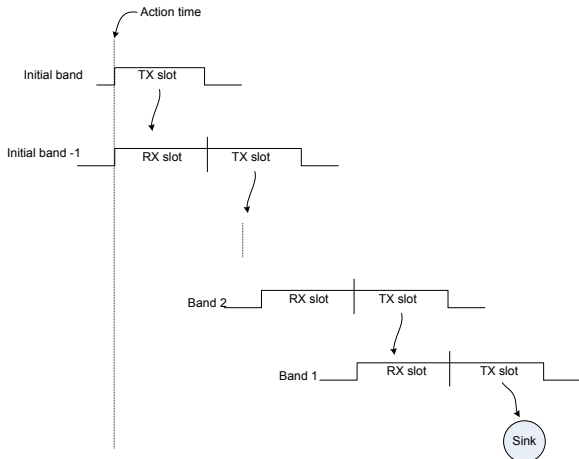 Action time
Initial band
TX slot
Initial band -1
RX slot
TX slot
Band 2
RX slot
TX slot
Band 1
RX slot
TX slot
Sink